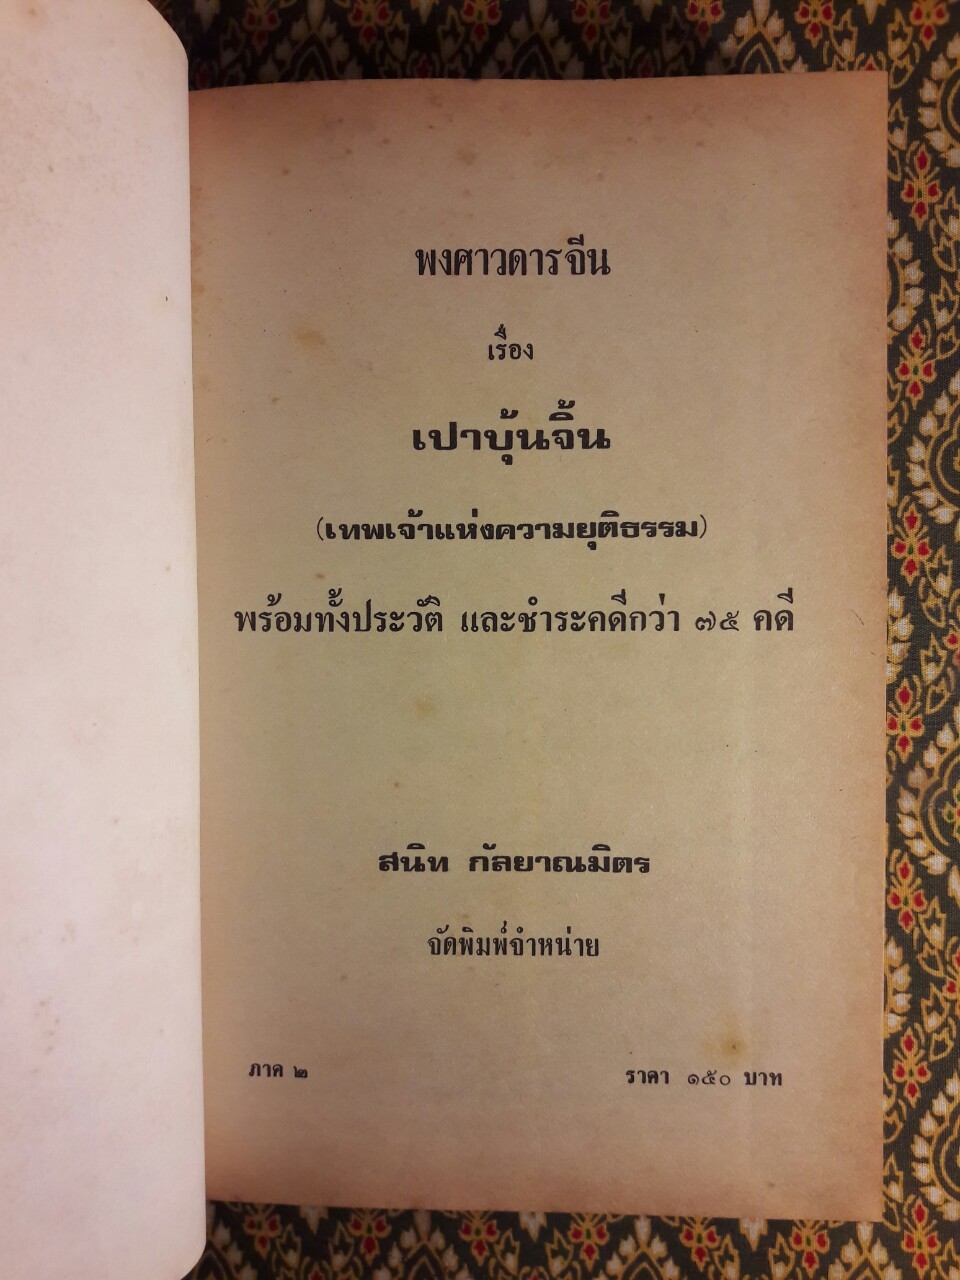 พงศาวดารจีน
เรื่อง
เปาบุ้นจิ้น
(เทพเจ้าแห่งความยุติธรรม)
พร้อมทั้งประวัติ และชำระคดีกว่า ๗๕ คดี
สนิท กัลยาณมิตร
จัดพิมพ์จำหน่าย
ภาค ๒
ราคา ๑๕๐ บาท